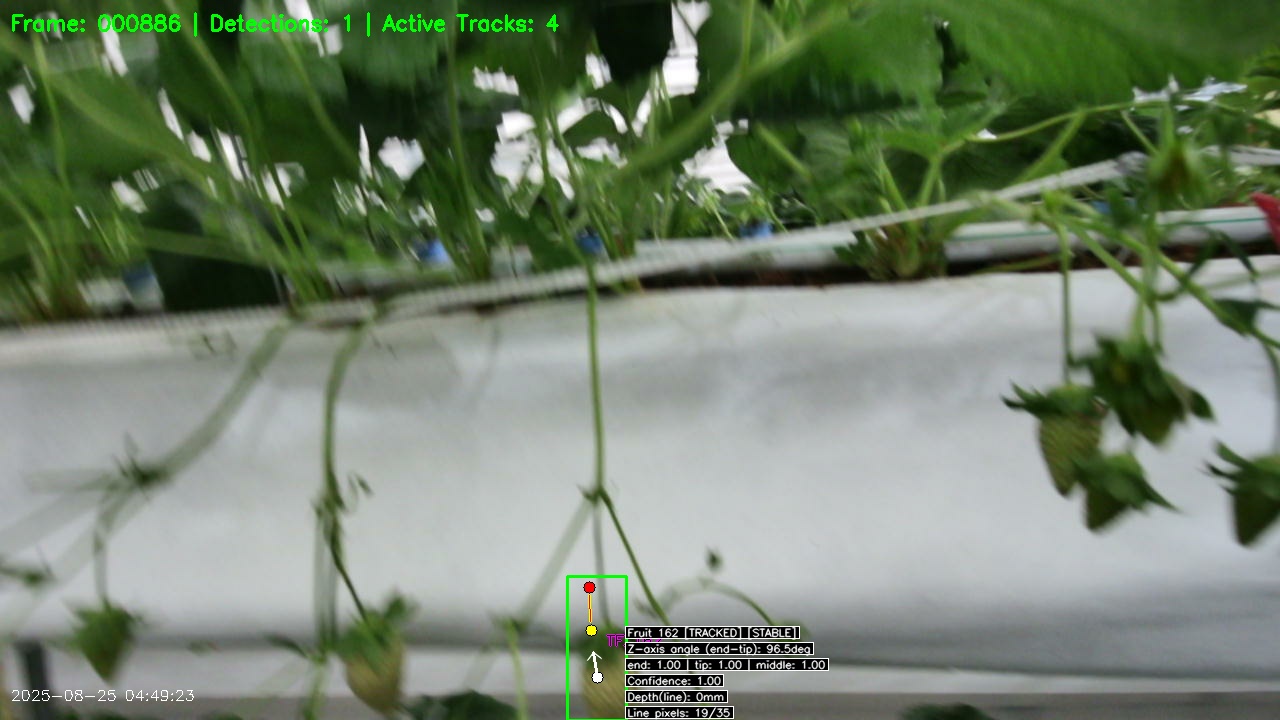 Frame: 000886 | Detections: 1 | Active Tracks: 4
Fruit 162 [TRACKED] [STABLE]
Z-axis angle (end-tip): 96.5deg
end: 1.00 | tip: 1.00 | middle: 1.00
Confidence: 1.00
Depth(line): 0mm
2025-08-25 04:49:23
Line pixels: 19/35